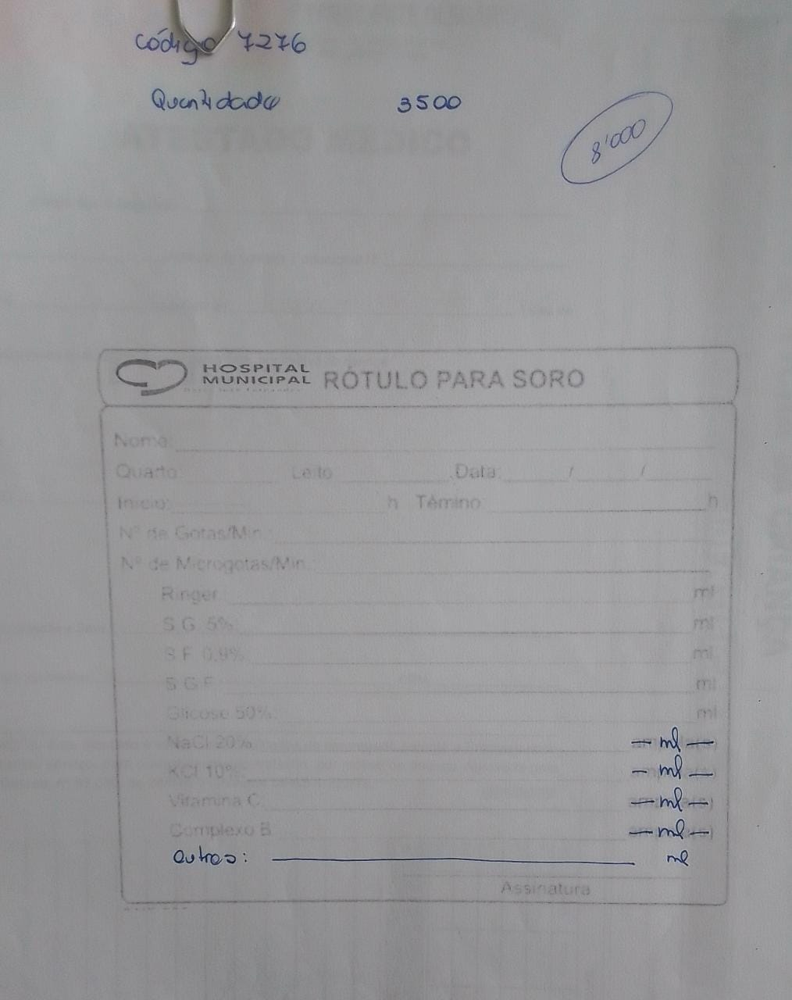 Código 7276
Quantidade 3500
8'000
HOSPITAL MUNICIPAL RÓTULO PARA SORO
Nome:
Quarto: Leito Data: / /
Início: h Témino h
Nº de Gotas/Min.:
Nº de Microgotas/Min.:
Ringer ml
S.G. 5% ml
S.F. 0,9% ml
S.G.F. ml
Glicose 50%: ml
NaCl 20% ml
KCl 10%: ml
Vitamina C: ml
Complexo B ml
outros: ml
Assinatura